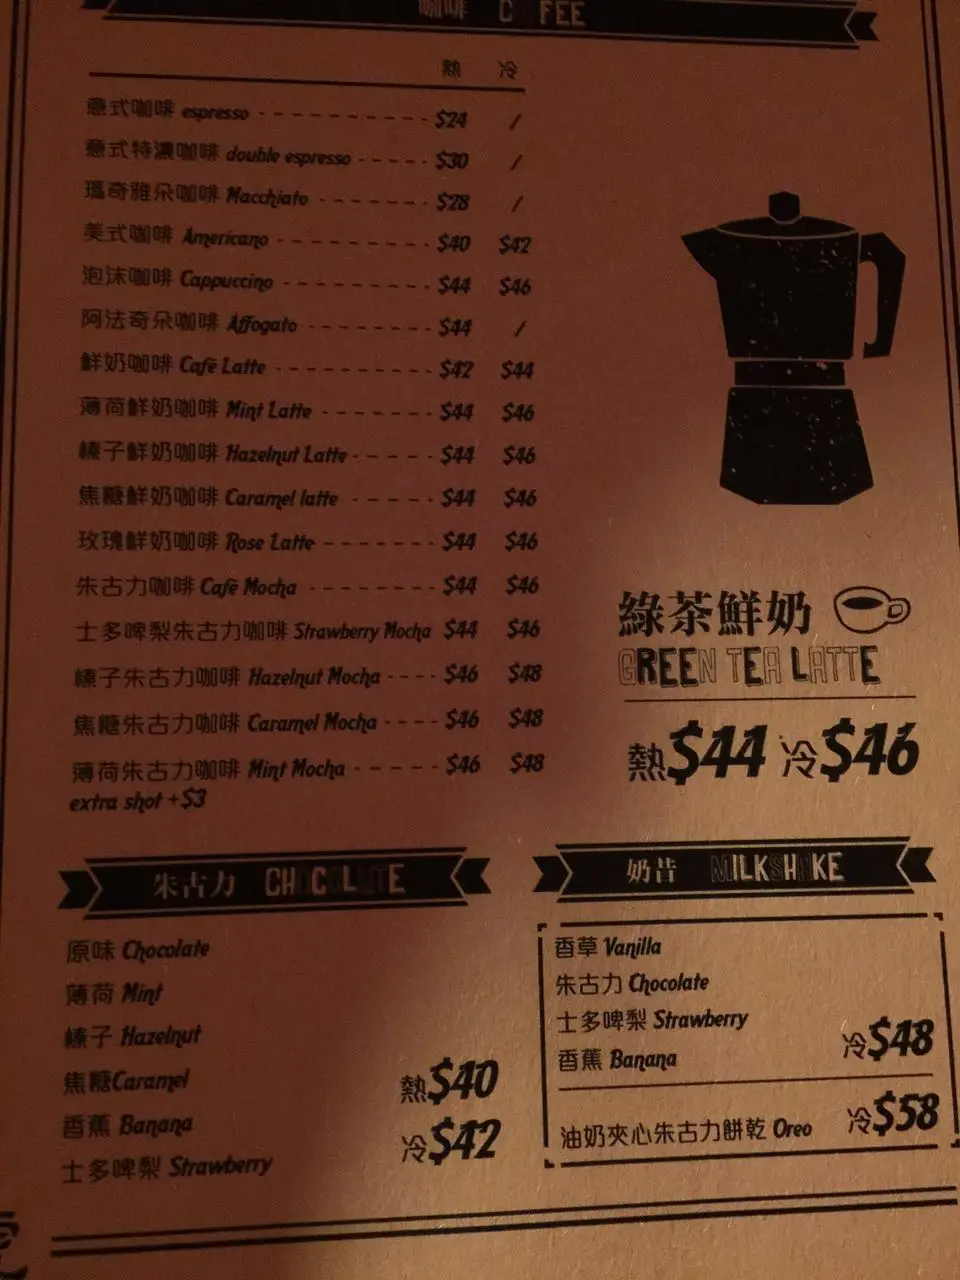 咖啡 COFFEE
熱 冷
意式咖啡 espresso $24 /
意式特濃咖啡 double espresso $30 /
瑪奇雅朵咖啡 Macchiato $28 /
美式咖啡 Americano $40 $42
泡沫咖啡 Cappuccino $44 $46
阿法奇朵咖啡 Affogato $44 /
鮮奶咖啡 Café Latte $42 $44
薄荷鮮奶咖啡 Mint Latte $44 $46
榛子鮮奶咖啡 Hazelnut Latte $44 $46
焦糖鮮奶咖啡 Caramel latte $44 $46
玫瑰鮮奶咖啡 Rose Latte $44 $46
朱古力咖啡 Café Mocha $44 $46
士多啤梨朱古力咖啡 Strawberry Mocha $44 $46
榛子朱古力咖啡 Hazelnut Mocha $46 $48
焦糖朱古力咖啡 Caramel Mocha $46 $48
薄荷朱古力咖啡 Mint Mocha $46 $48
extra shot +$3
綠茶鮮奶
GREEN TEA LATTE
熱$44 冷$46
朱古力 CHOCOLATE
原味 Chocolate
薄荷 Mint
榛子 Hazelnut
焦糖Caramel
香蕉 Banana
士多啤梨 Strawberry
熱$40
冷$42
奶昔 MILKSHAKE
香草 Vanilla
朱古力 Chocolate
士多啤梨 Strawberry
香蕉 Banana
冷$48
油奶夾心朱古力餅乾 Oreo 冷$58